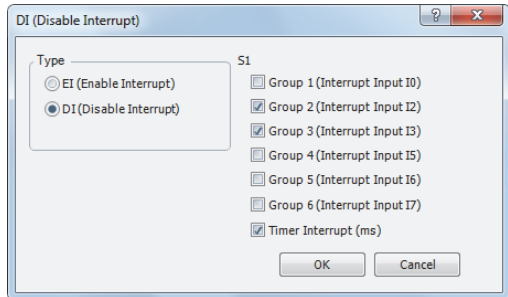 DI (Disable Interrupt)
?
Type
EI (Enable Interrupt)
DI(Disable Interrupt)
S1
Group 1 (Interrupt Input I0)
Group 2 (Interrupt Input I2)
Group 3 (Interrupt Input I3)
Group 4 (Interrupt Input I5)
Group 5 (Interrupt Input I6)
Group 6 (Interrupt Input I7)
Timer Interrupt (ms)
OK
Cancel